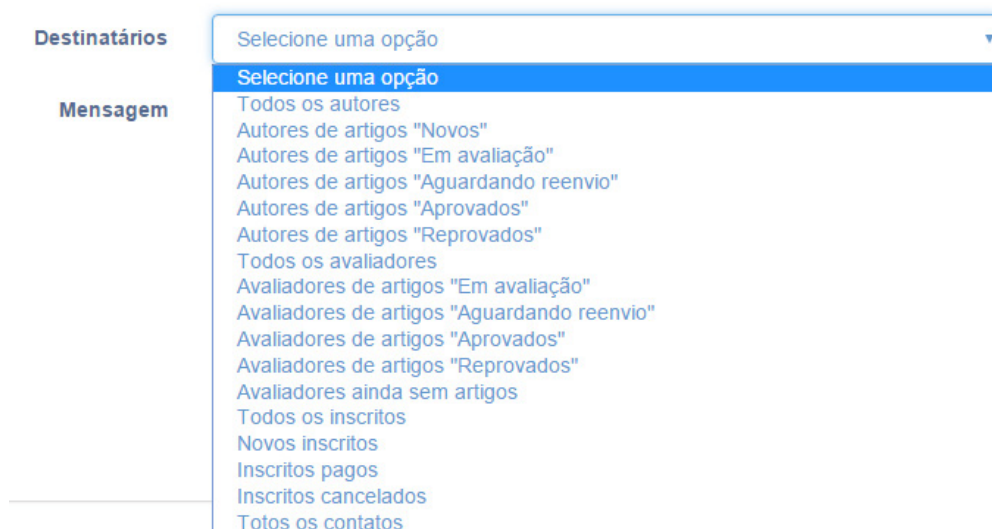 Destinatários
Selecione uma opção
Selecione uma opção
Mensagem
Todos os autores
Autores de artigos "Novos"
Autores de artigos "Em avaliação"
Autores de artigos "Aguardando reenvio"
Autores de artigos "Aprovados"
Autores de artigos "Reprovados"
Todos os avaliadores
Avaliadores de artigos "Em avaliação"
Avaliadores de artigos "Aguardando reenvio"
Avaliadores de artigos "Aprovados"
Avaliadores de artigos "Reprovados"
Avaliadores ainda sem artigos
Todos os inscritos
Novos inscritos
Inscritos pagos
Inscritos cancelados
Totos os contatos